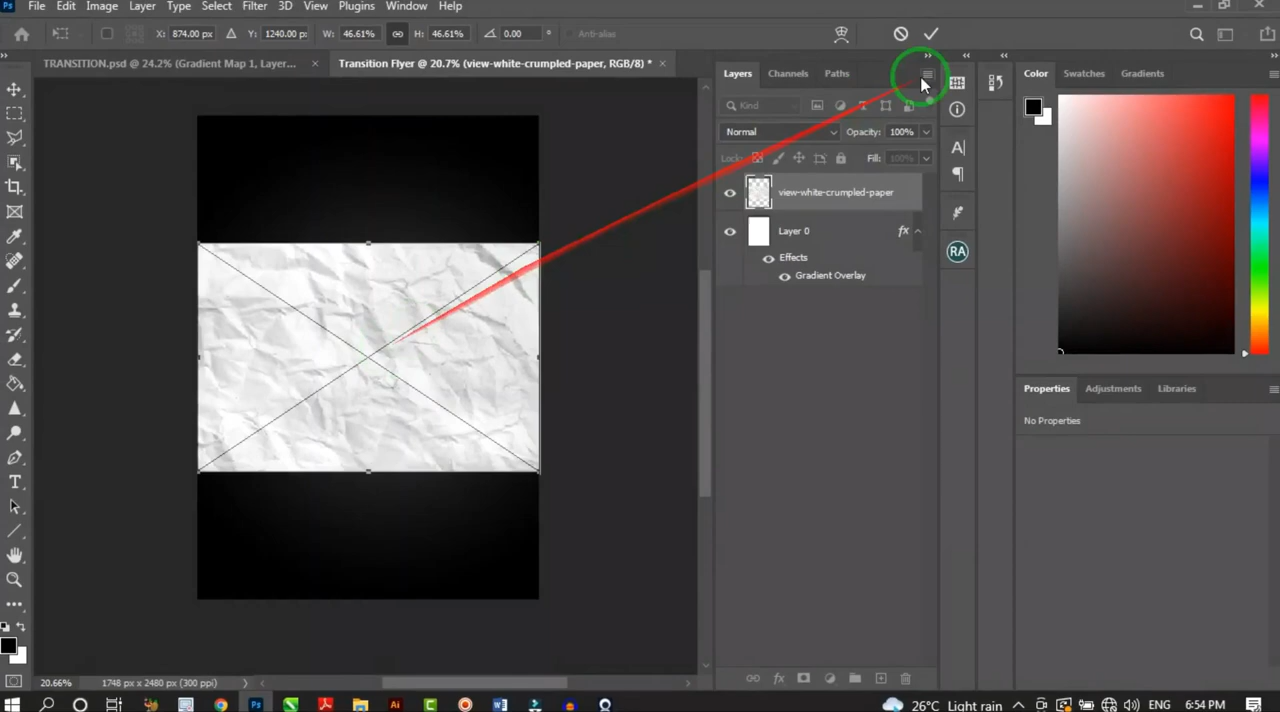 File Edit Image Layer Type Select Filter 3D View Plugins Window Help
X: 874.00 px Y: 1240.00 px W: 46.61% H: 46.61% 0.00 ° Anti-alias
TRANSITION.psd @ 24.2% (Gradient Map 1, Layer... × Transition Flyer @ 20.7% (view-white-crumpled-paper, RGB/8) * ×
Layers Channels Paths
Color Swatches Gradients
Kind
Normal Opacity: 100%
Lock: Fill: 100%
view-white-crumpled-paper
Layer 0 fx
Effects
Gradient Overlay
RA
Properties Adjustments Libraries
No Properties
20.66% 1748 px x 2480 px (300 ppi)
26°C Light rain ENG 6:54 PM